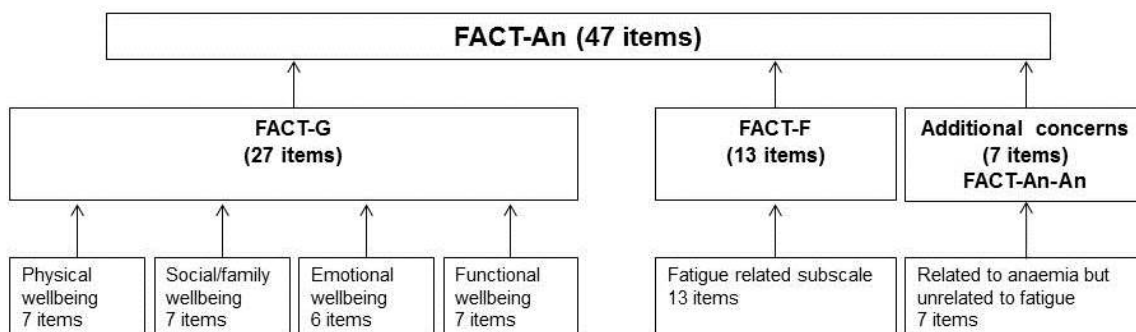 FACT-An (47 items)
FACT-G
(27 items)
FACT-F
(13 items)
Additional concerns
(7 items)
FACT-An-An
Physical
wellbeing
7 items
Social/family
wellbeing
7 items
Emotional
wellbeing
6 items
Functional
wellbeing
7 items
Fatigue related subscale
13 items
Related to anaemia but
unrelated to fatigue
7 items